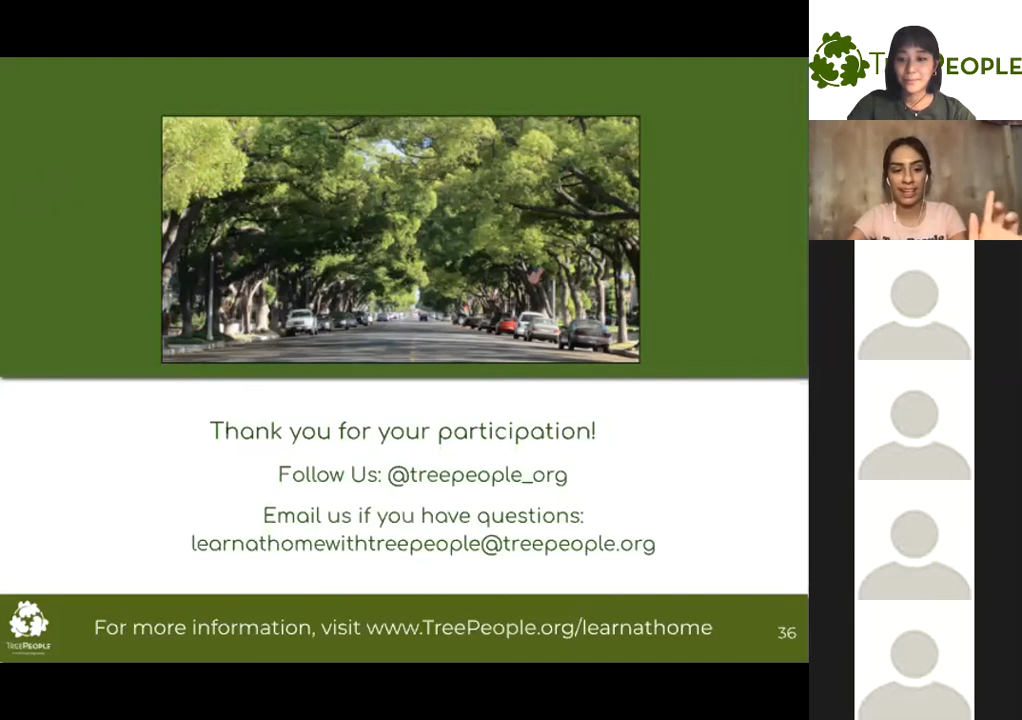 Thank you for your participation!
Follow Us: @treepeople_org
Email us if you have questions:
learnathomewithtreepeople@treepeople.org
TREEPEOPLE
For more information, visit www.TreePeople.org/learnathome
36
PEOPLE